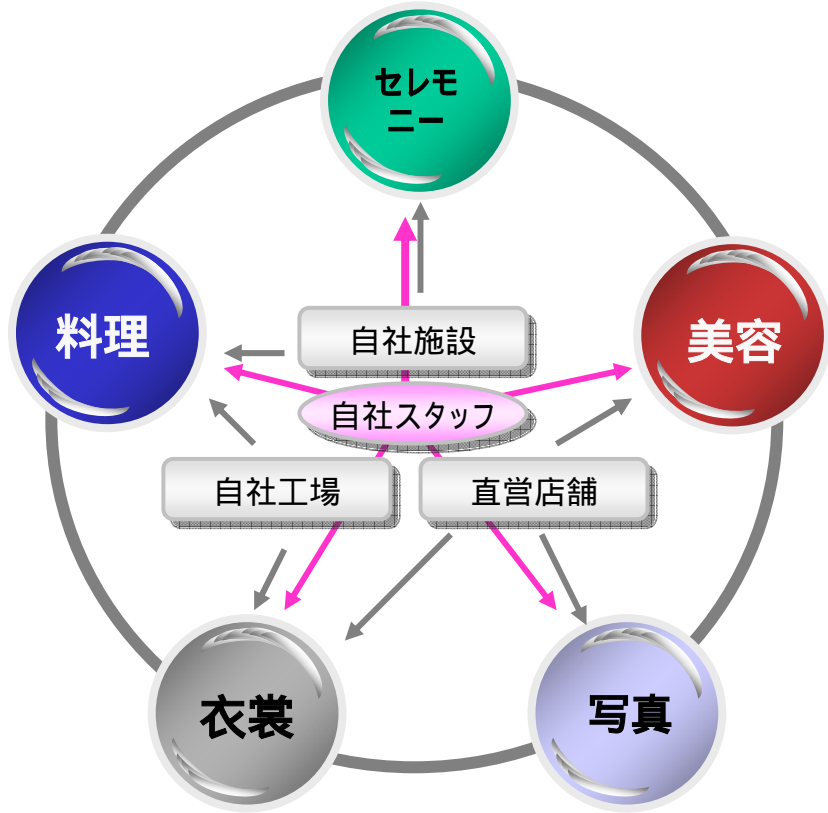 セレモ
ニー
料理
美容
自社施設
自社スタッフ
自社工場
直営店舗
衣裳
写真